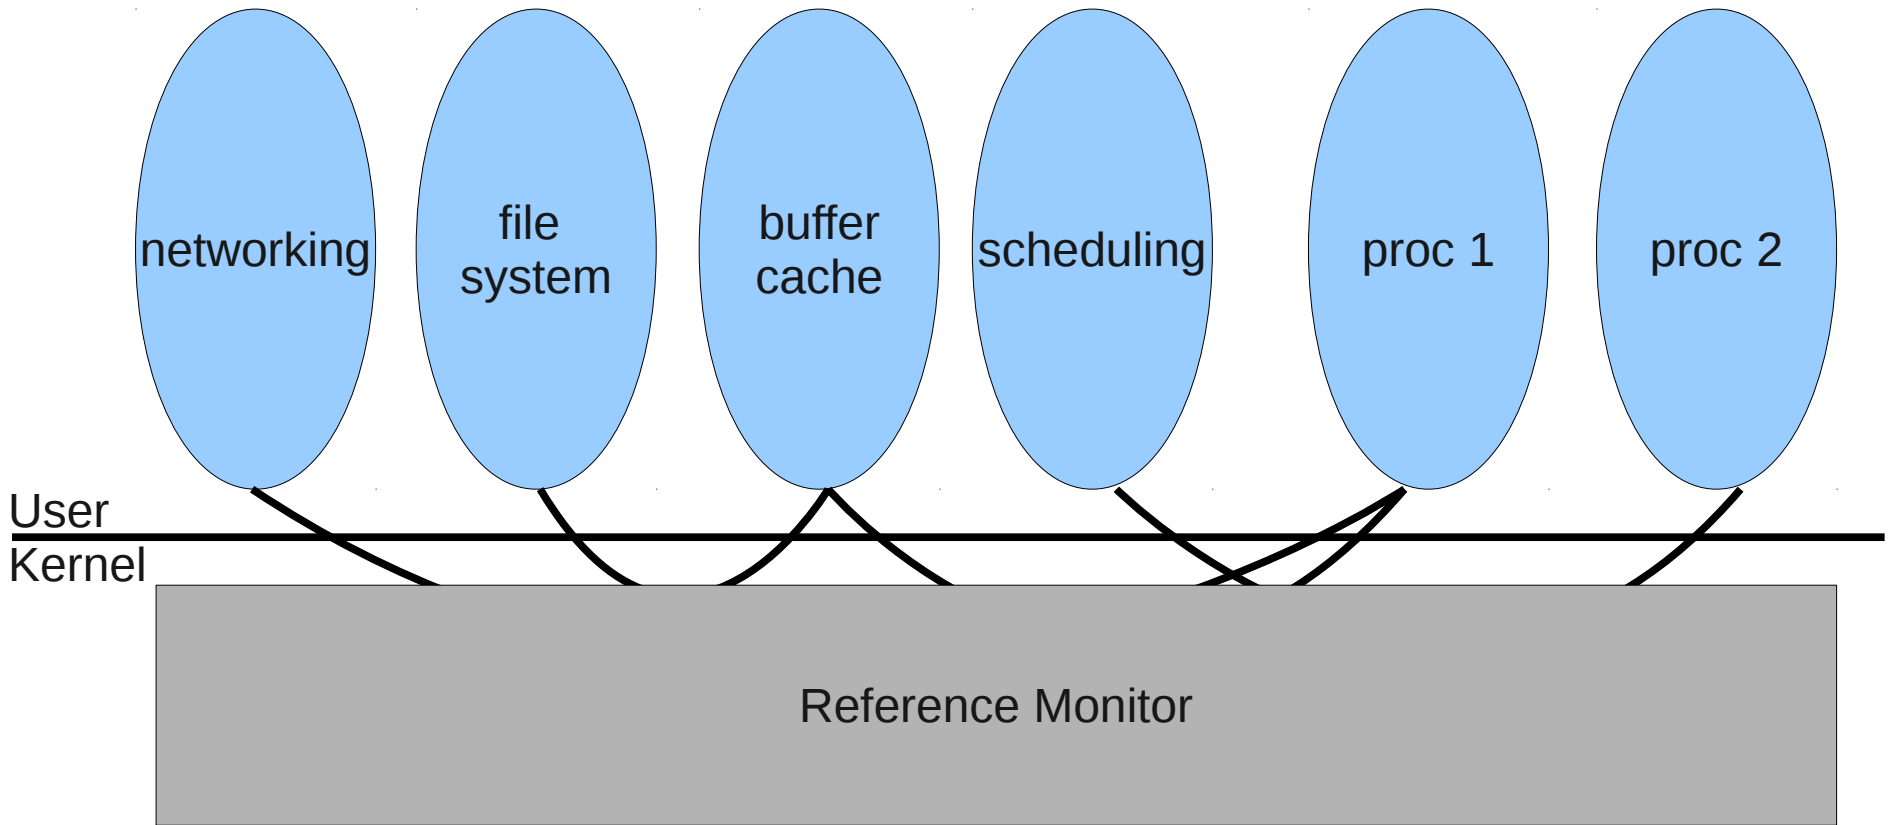 networking
file
system
buffer
cache
scheduling
proc 1
proc 2
User
Kernel
Reference Monitor